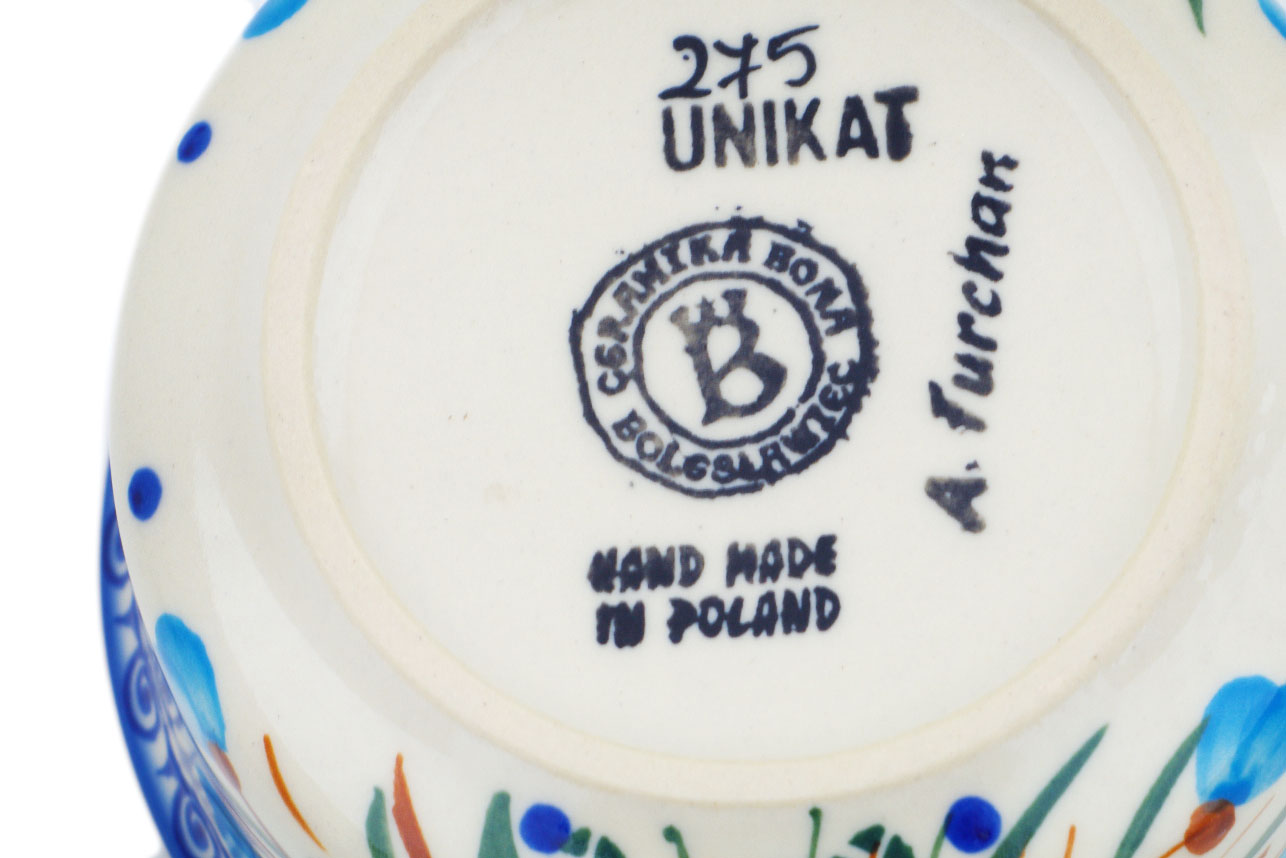 275
UNIKAT
CERAMIKA BONA
B
BOLESŁAWIEC
A. Turchan
HAND MADE
IN POLAND